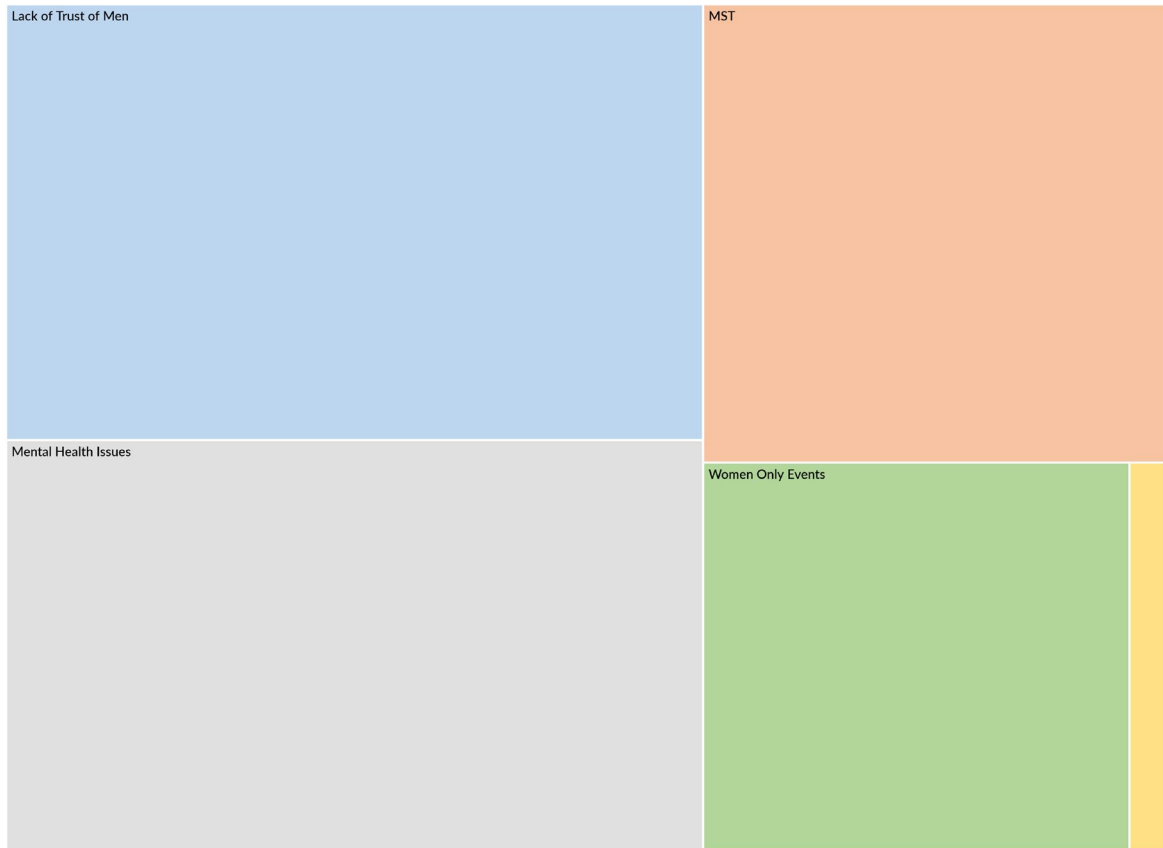 Lack of Trust of Men
MST
Mental Health Issues
Women Only Events